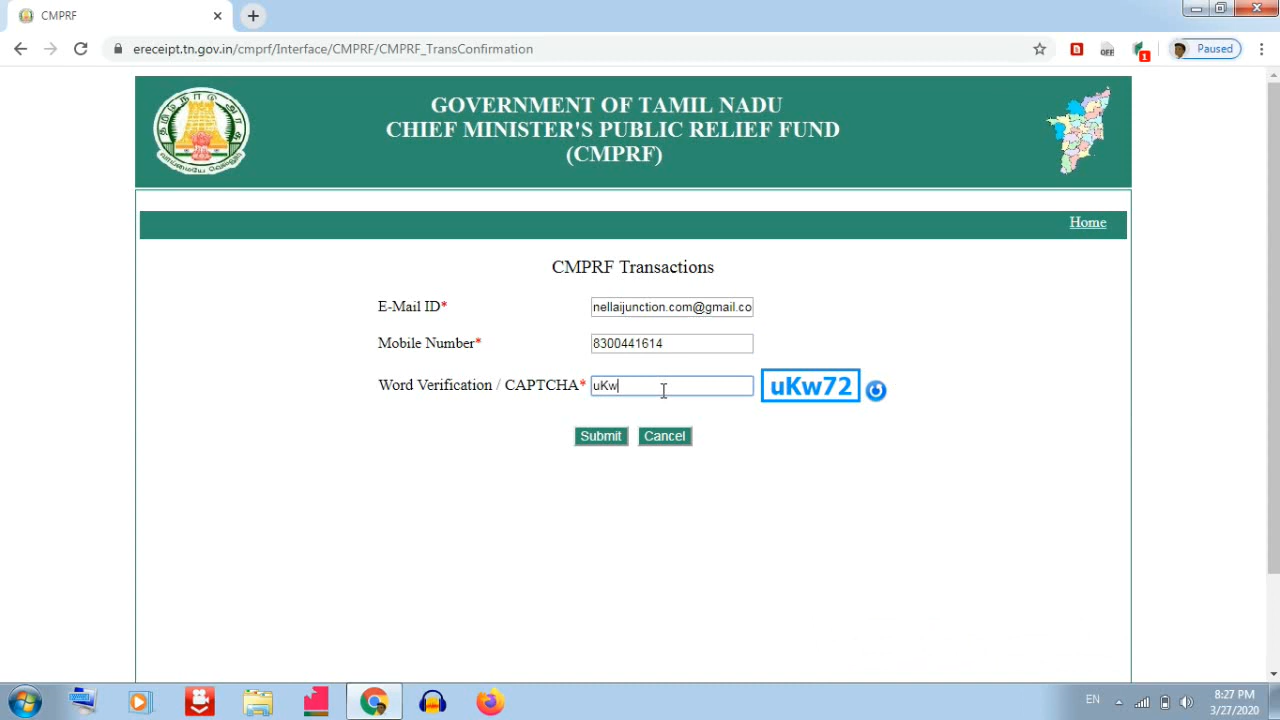 CMPRF
ereceipt.tn.gov.in/cmprf/Interface/CMPRF/CMPRF_TransConfirmation
OFF
1
Paused
GOVERNMENT OF TAMIL NADU
CHIEF MINISTER'S PUBLIC RELIEF FUND
(CMPRF)
Home
CMPRF Transactions
E-Mail ID*
nellaijunction.com@gmail.co
Mobile Number*
8300441614
Word Verification / CAPTCHA*
uKw
uKw72
Submit
Cancel
EN
8:27 PM
3/27/2020